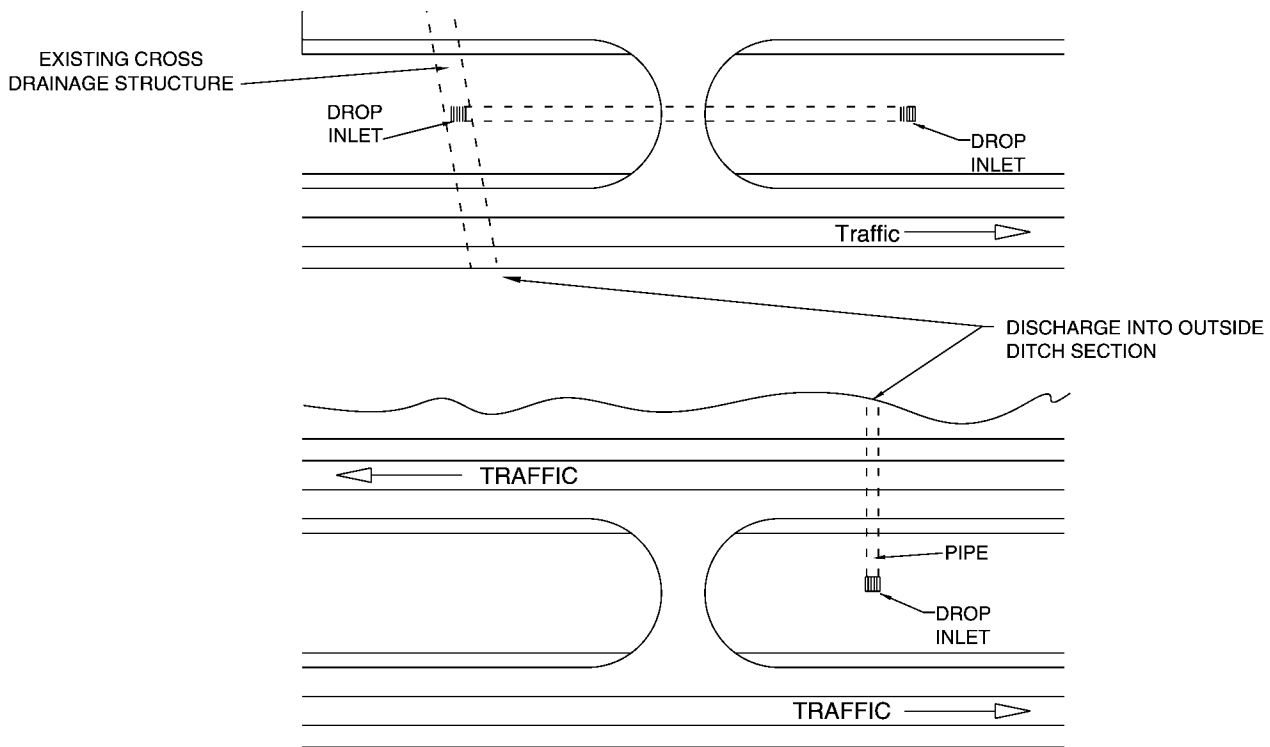 EXISTING CROSS
DRAINAGE STRUCTURE
DROP
INLET
DROP
INLET
Traffic
DISCHARGE INTO OUTSIDE
DITCH SECTION
TRAFFIC
PIPE
DROP
INLET
TRAFFIC